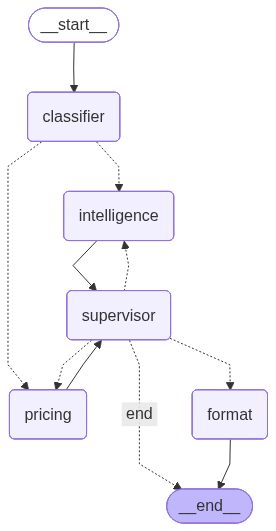 __start__
classifier
intelligence
supervisor
pricing
end
format
__end__